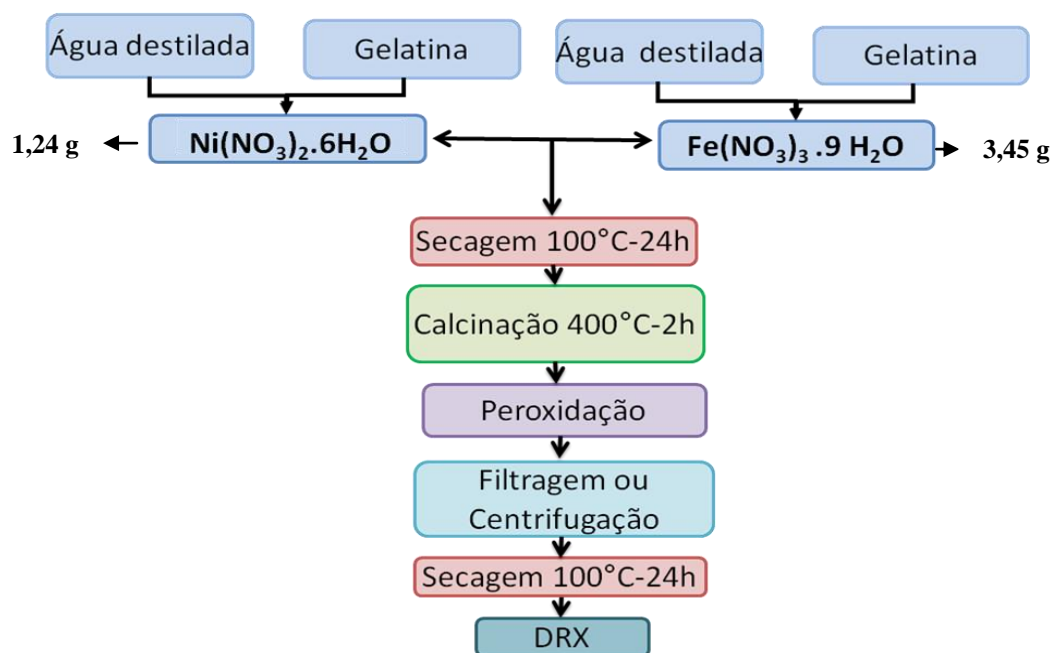 Água destilada
Gelatina
Água destilada
Gelatina
1,24 g
Ni(NO₃)₂.6H₂O
Fe(NO₃)₃ .9 H₂O
3,45 g
Secagem 100°C-24h
Calcinação 400°C-2h
Peroxidação
Filtragem ou
Centrifugação
Secagem 100°C-24h
DRX